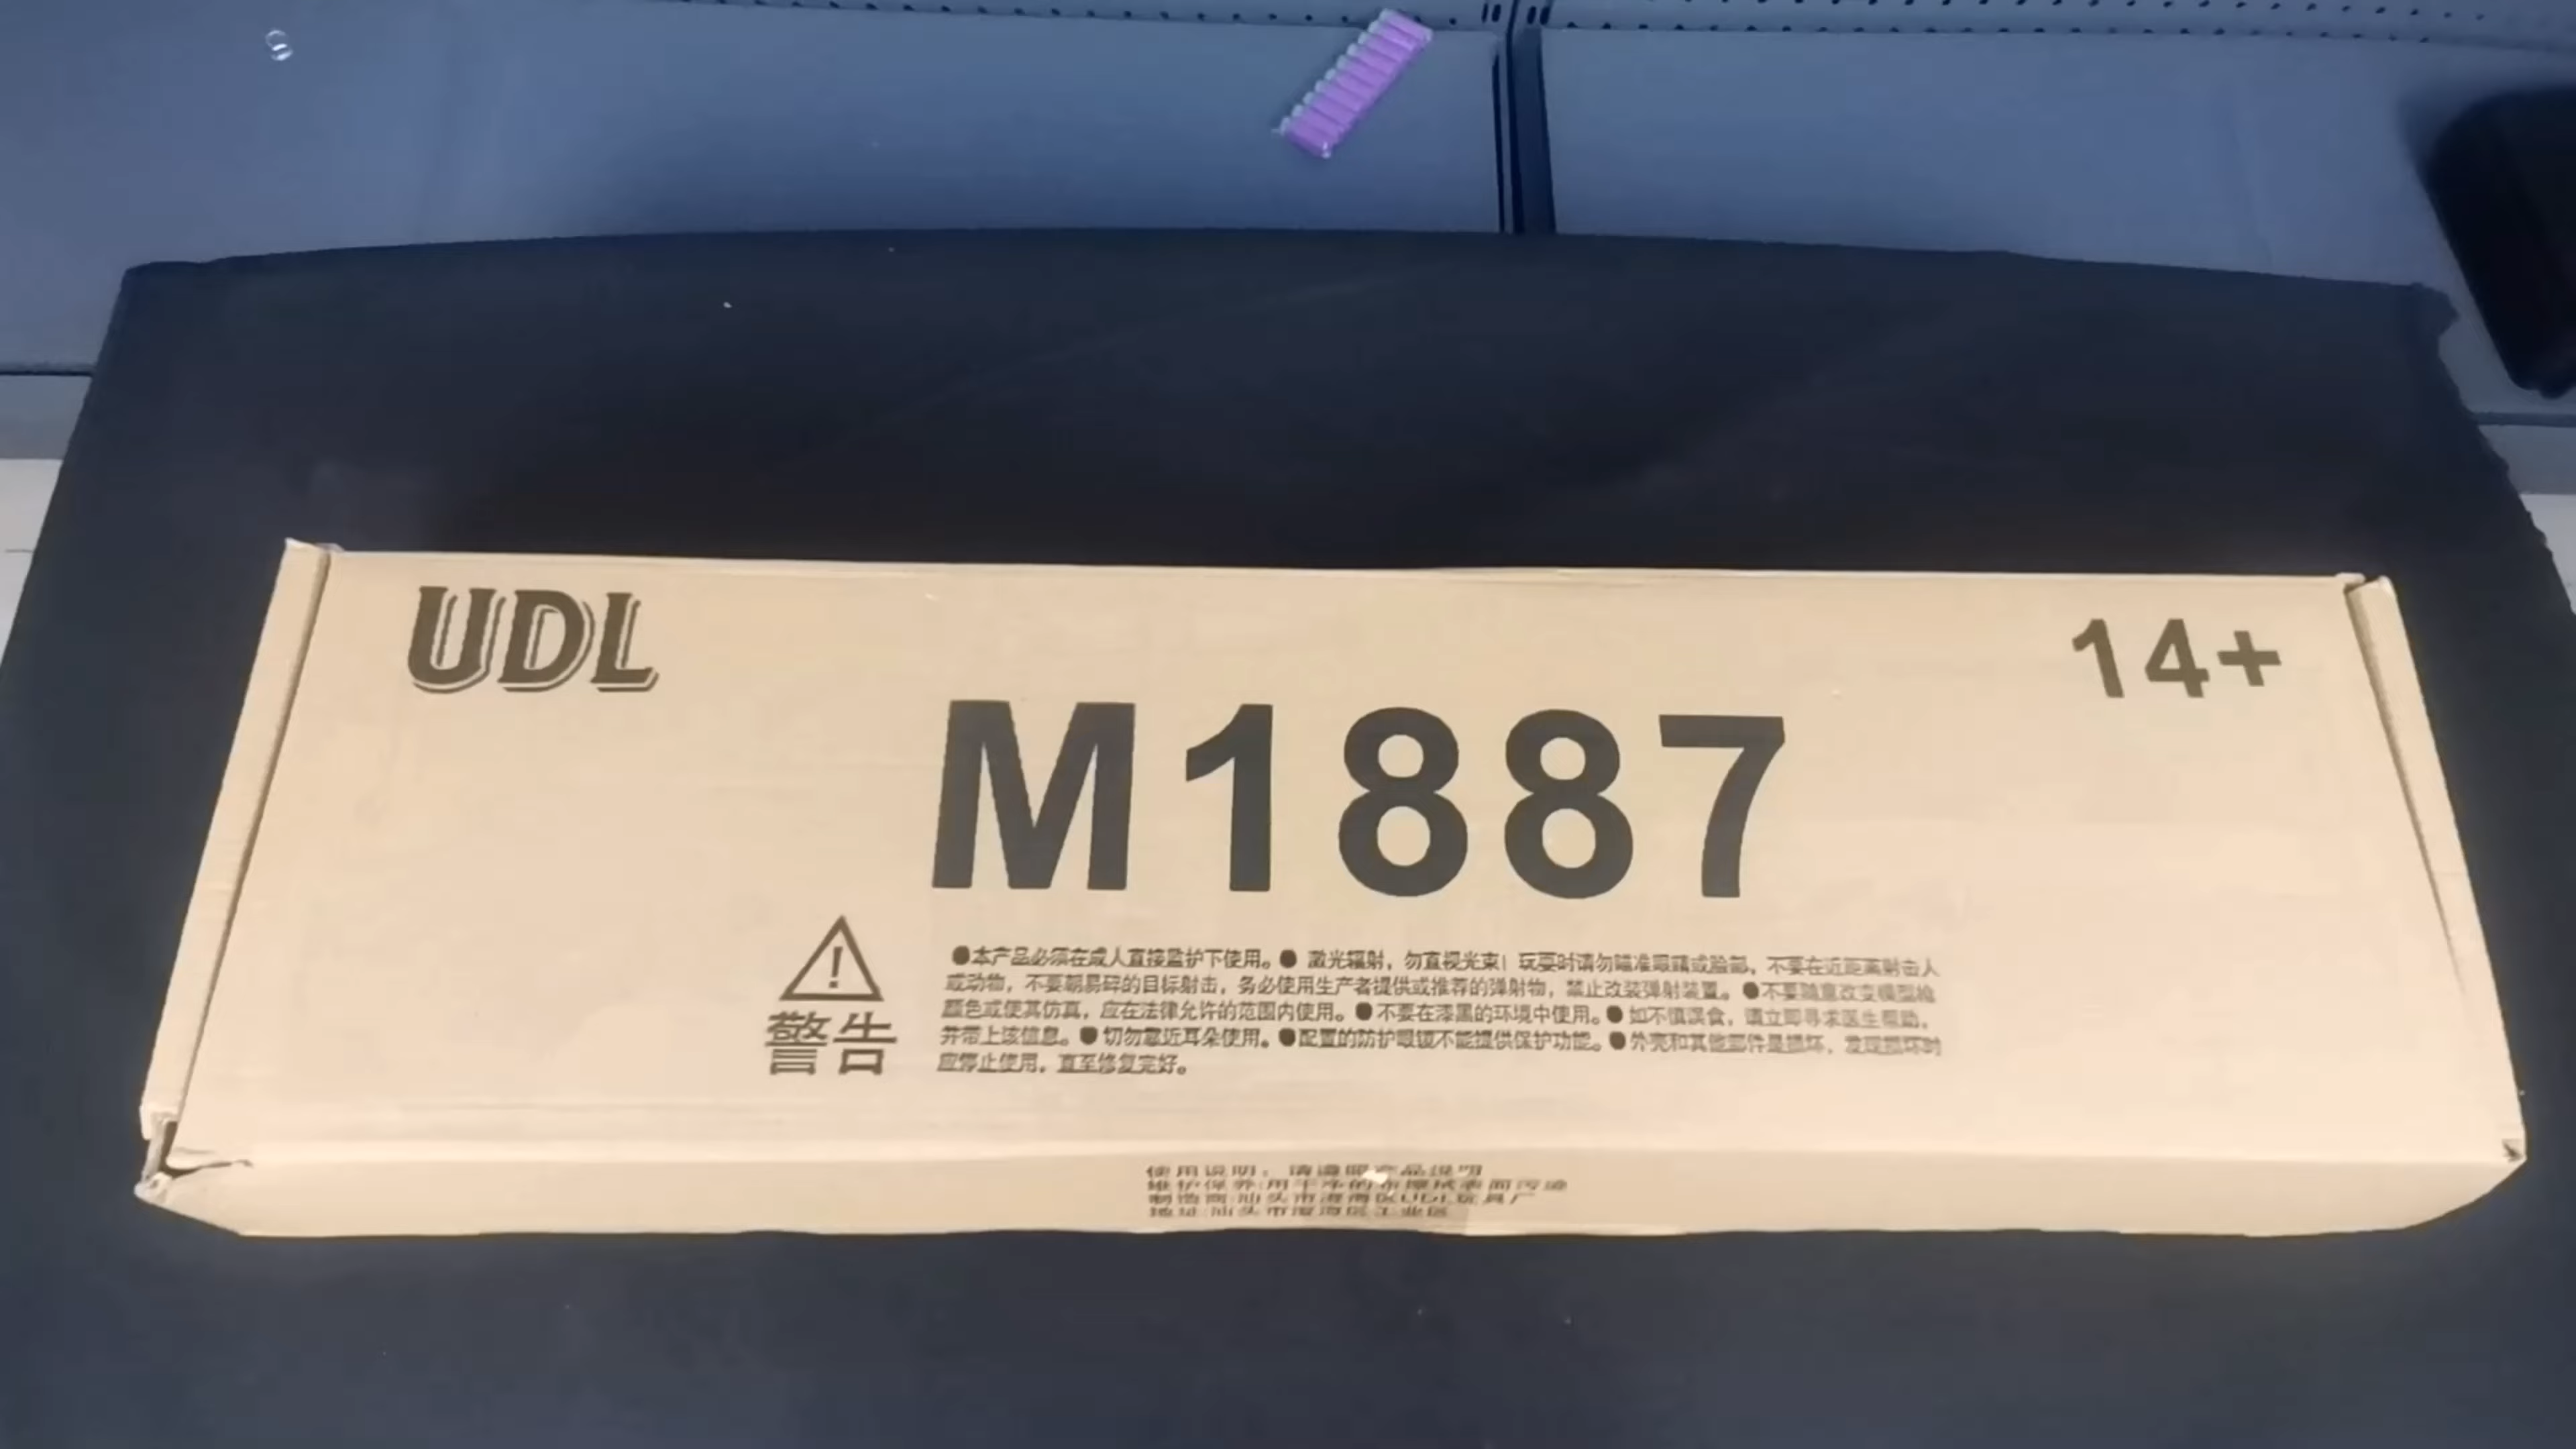 UDL
14+
M1887
警告
●本产品必须在成人直接监护下使用。● 激光辐射，勿直视光束！玩耍时请勿瞄准眼睛或脸部，不要在近距离射击人
或动物，不要朝易碎的目标射击，务必使用生产者提供或推荐的弹射物，禁止改装弹射装置。●不要随意改变模型枪
颜色或使其仿真，应在法律允许的范围内使用。●不要在漆黑的环境中使用。●如不慎误食，请立即寻求医生帮助，
并带上该信息。●切勿靠近耳朵使用。●配置的防护眼镜不能提供保护功能。●外壳和其他部件是损坏，发现损坏时
应停止使用，直至修复完好。
使用说明：请遵照产品说明
维护保养:用干净的布擦拭表面污渍
制造商:汕头市澄海区UDL玩具厂
地址:汕头市澄海区工业区